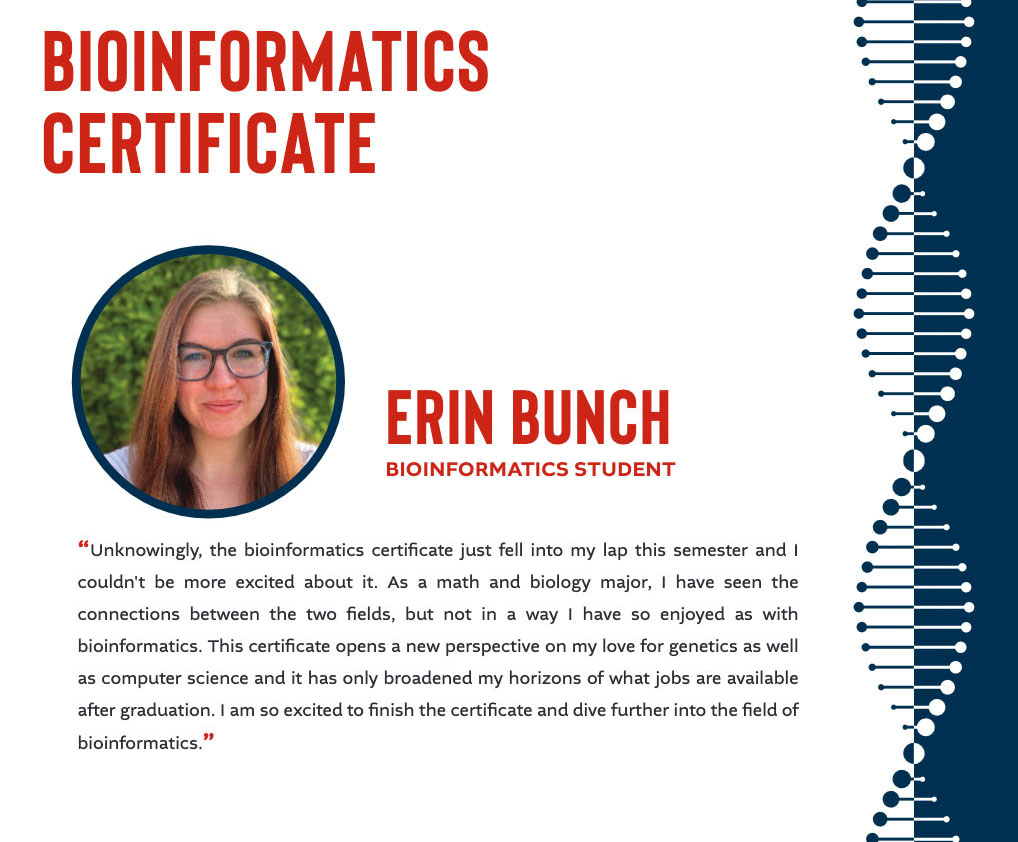 BIOINFORMATICS
CERTIFICATE
ERIN BUNCH
BIOINFORMATICS STUDENT
“Unknowingly, the bioinformatics certificate just fell into my lap this semester and I
couldn't be more excited about it. As a math and biology major, I have seen the
connections between the two fields, but not in a way I have so enjoyed as with
bioinformatics. This certificate opens a new perspective on my love for genetics as well
as computer science and it has only broadened my horizons of what jobs are available
after graduation. I am so excited to finish the certificate and dive further into the field of
bioinformatics.”